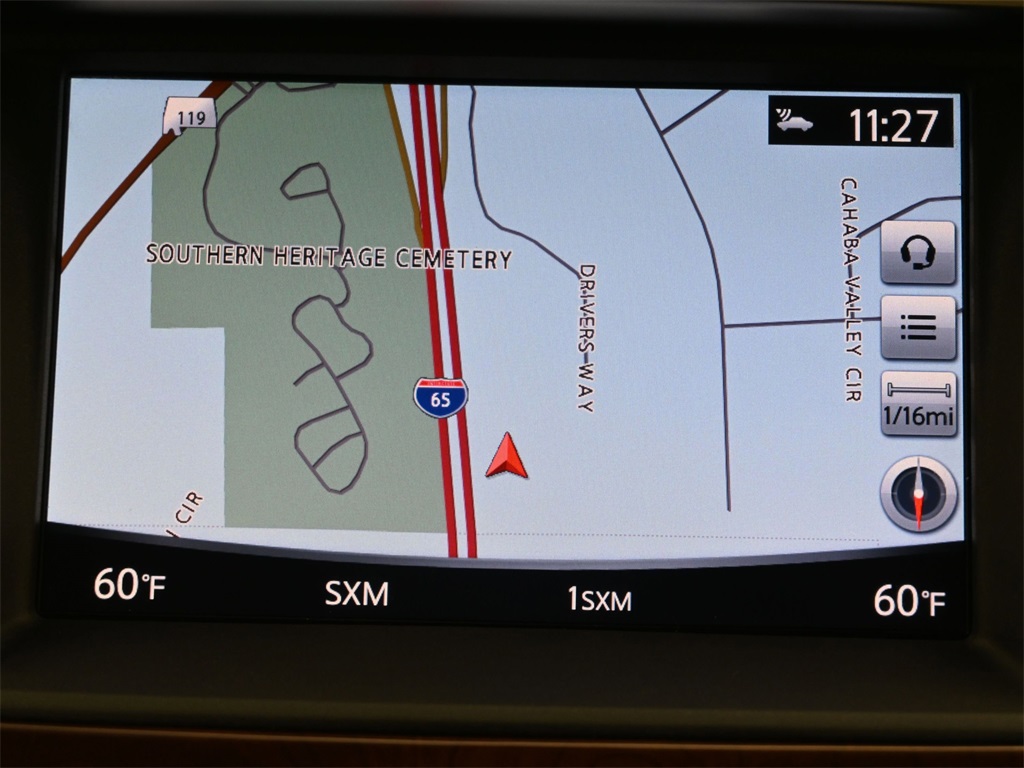 119
11:27
SOUTHERN HERITAGE CEMETERY
DRIVERS WAY
CAHABA VALLEY CIR
65
1/16mi
CIR
60°F
SXM
1SXM
60°F